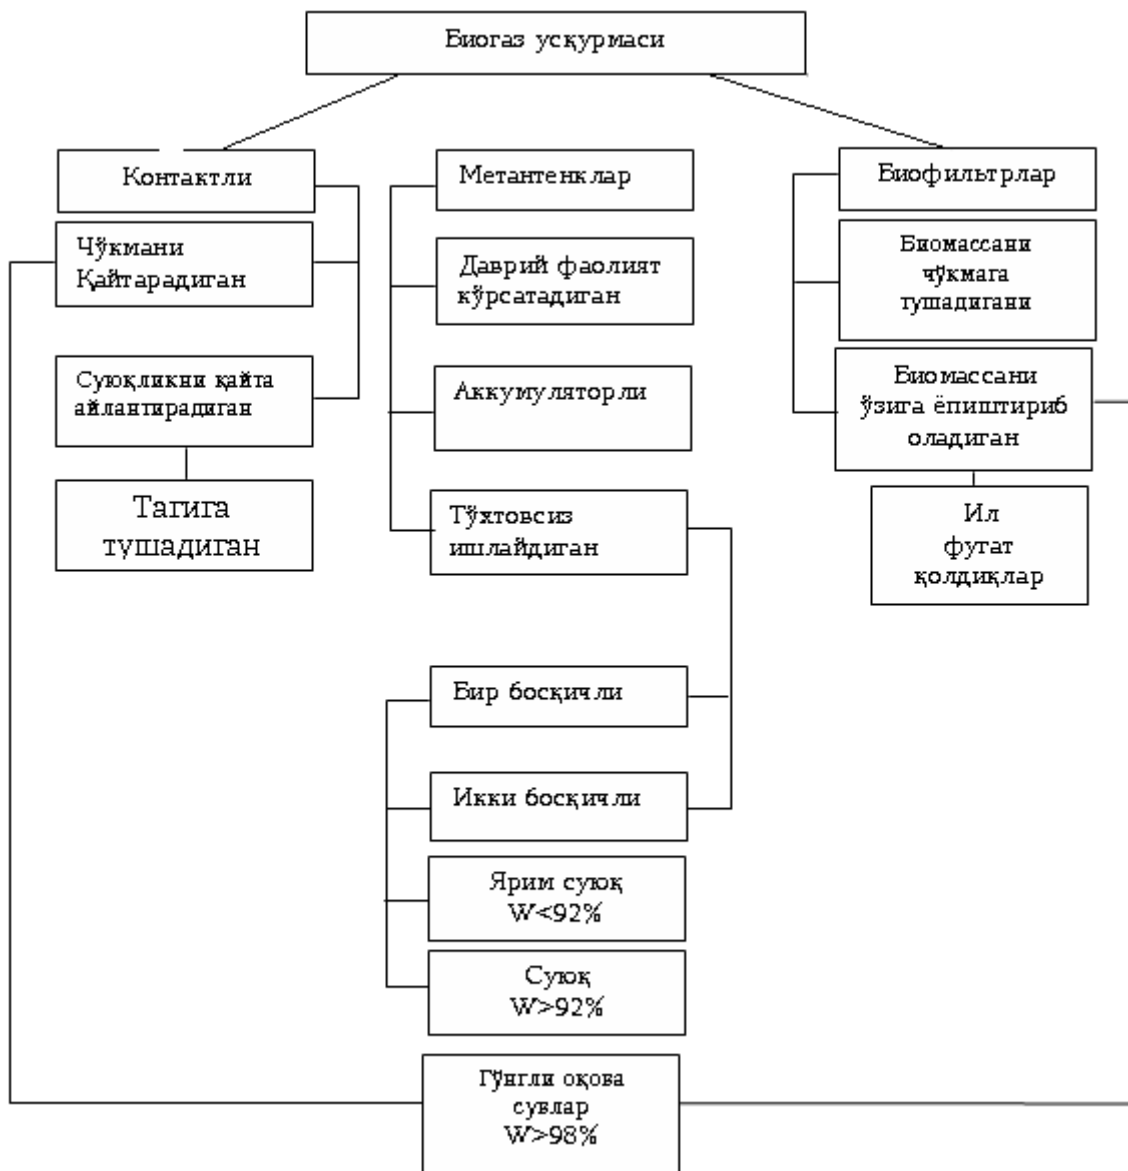 Биогаз усқурмаси
Контактли
Чўкмани
Қайтарадиган
Суюқликни қайта
айлантирадиган
Тагига
тушадиган
Метантенклар
Даврий фаолият
кўрсатадиган
Аккумуляторли
Тўхтовсиз
ишлайдиган
Бир босқичли
Икки босқичли
Ярим суюқ
W<92%
Суюқ
W>92%
Гўнгли оқова
сувлар
W>98%
Биофильтрлар
Биомассани
чўкмага
тушадигани
Биомассани
ўзига ёпиштириб
оладиган
Ил
фугат
қолдиқлар